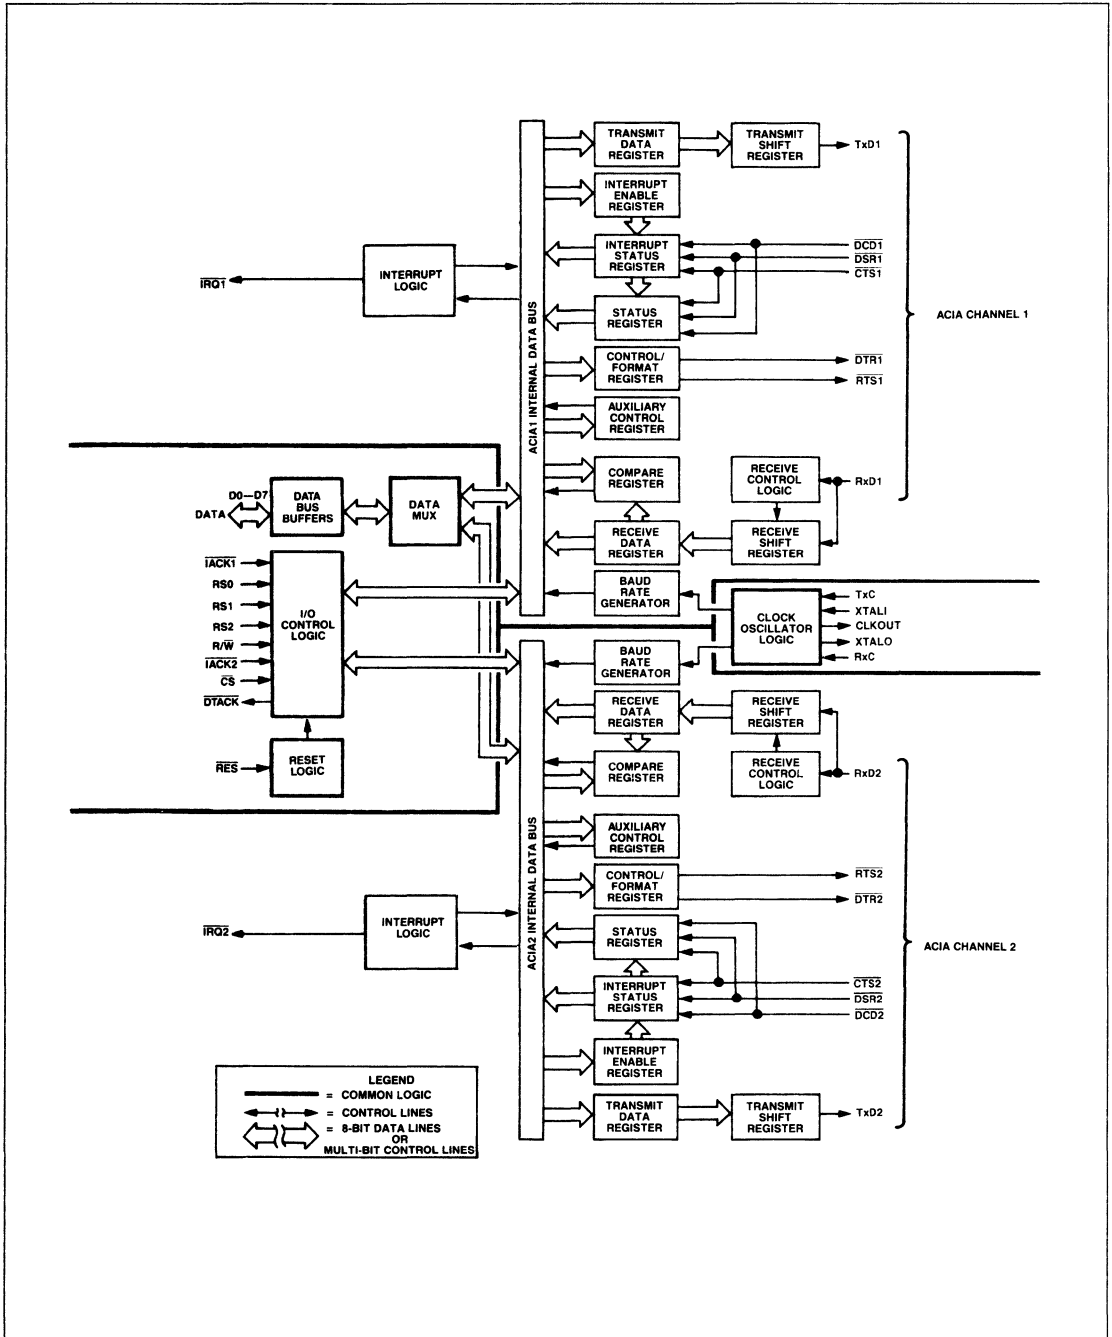 TRANSMIT
DATA
REGISTER
TRANSMIT
SHIFT
REGISTER
TxD1
INTERRUPT
ENABLE
REGISTER
INTERRUPT
STATUS
REGISTER
DCD1
DSR1
CTS1
INTERRUPT
LOGIC
IRQ1
STATUS
REGISTER
ACIA CHANNEL 1
ACIA1 INTERNAL DATA BUS
CONTROL/
FORMAT
REGISTER
DTR1
RTS1
AUXILIARY
CONTROL
REGISTER
COMPARE
REGISTER
RECEIVE
CONTROL
LOGIC
RxD1
D0—D7
DATA
DATA
BUS
BUFFERS
DATA
MUX
RECEIVE
DATA
REGISTER
RECEIVE
SHIFT
REGISTER
IACK1
RS0
RS1
RS2
R/W
IACK2
CS
DTACK
I/O
CONTROL
LOGIC
BAUD
RATE
GENERATOR
CLOCK
OSCILLATOR
LOGIC
TxC
XTALI
CLKOUT
XTALO
RxC
BAUD
RATE
GENERATOR
RECEIVE
DATA
REGISTER
RECEIVE
SHIFT
REGISTER
RES
RESET
LOGIC
COMPARE
REGISTER
RECEIVE
CONTROL
LOGIC
RxD2
ACIA2 INTERNAL DATA BUS
AUXILIARY
CONTROL
REGISTER
CONTROL/
FORMAT
REGISTER
RTS2
DTR2
INTERRUPT
LOGIC
IRQ2
STATUS
REGISTER
ACIA CHANNEL 2
INTERRUPT
STATUS
REGISTER
CTS2
DSR2
DCD2
INTERRUPT
ENABLE
REGISTER
TRANSMIT
DATA
REGISTER
TRANSMIT
SHIFT
REGISTER
TxD2
LEGEND
= COMMON LOGIC
= CONTROL LINES
= 8-BIT DATA LINES
OR
MULTI-BIT CONTROL LINES